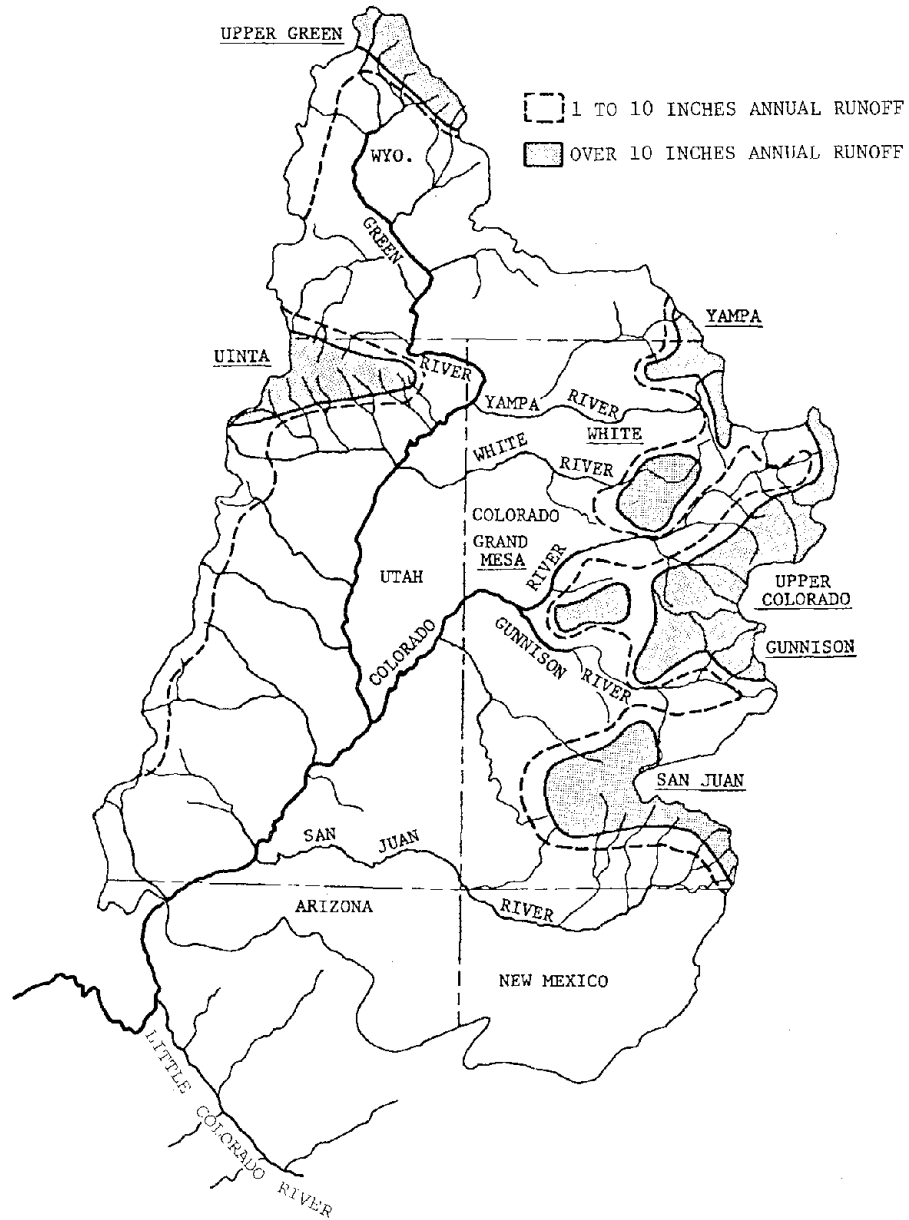 UPPER GREEN
1 TO 10 INCHES ANNUAL RUNOFF
OVER 10 INCHES ANNUAL RUNOFF
WYO.
GREEN
YAMPA
UINTA
RIVER
YAMPA RIVER
WHITE
WHITE RIVER
COLORADO
GRAND
MESA
RIVER
UTAH
UPPER
COLORADO
COLORADO
GUNNISON
GUNNISON RIVER
SAN JUAN
SAN JUAN
RIVER
ARIZONA
NEW MEXICO
LITTLE COLORADO RIVER